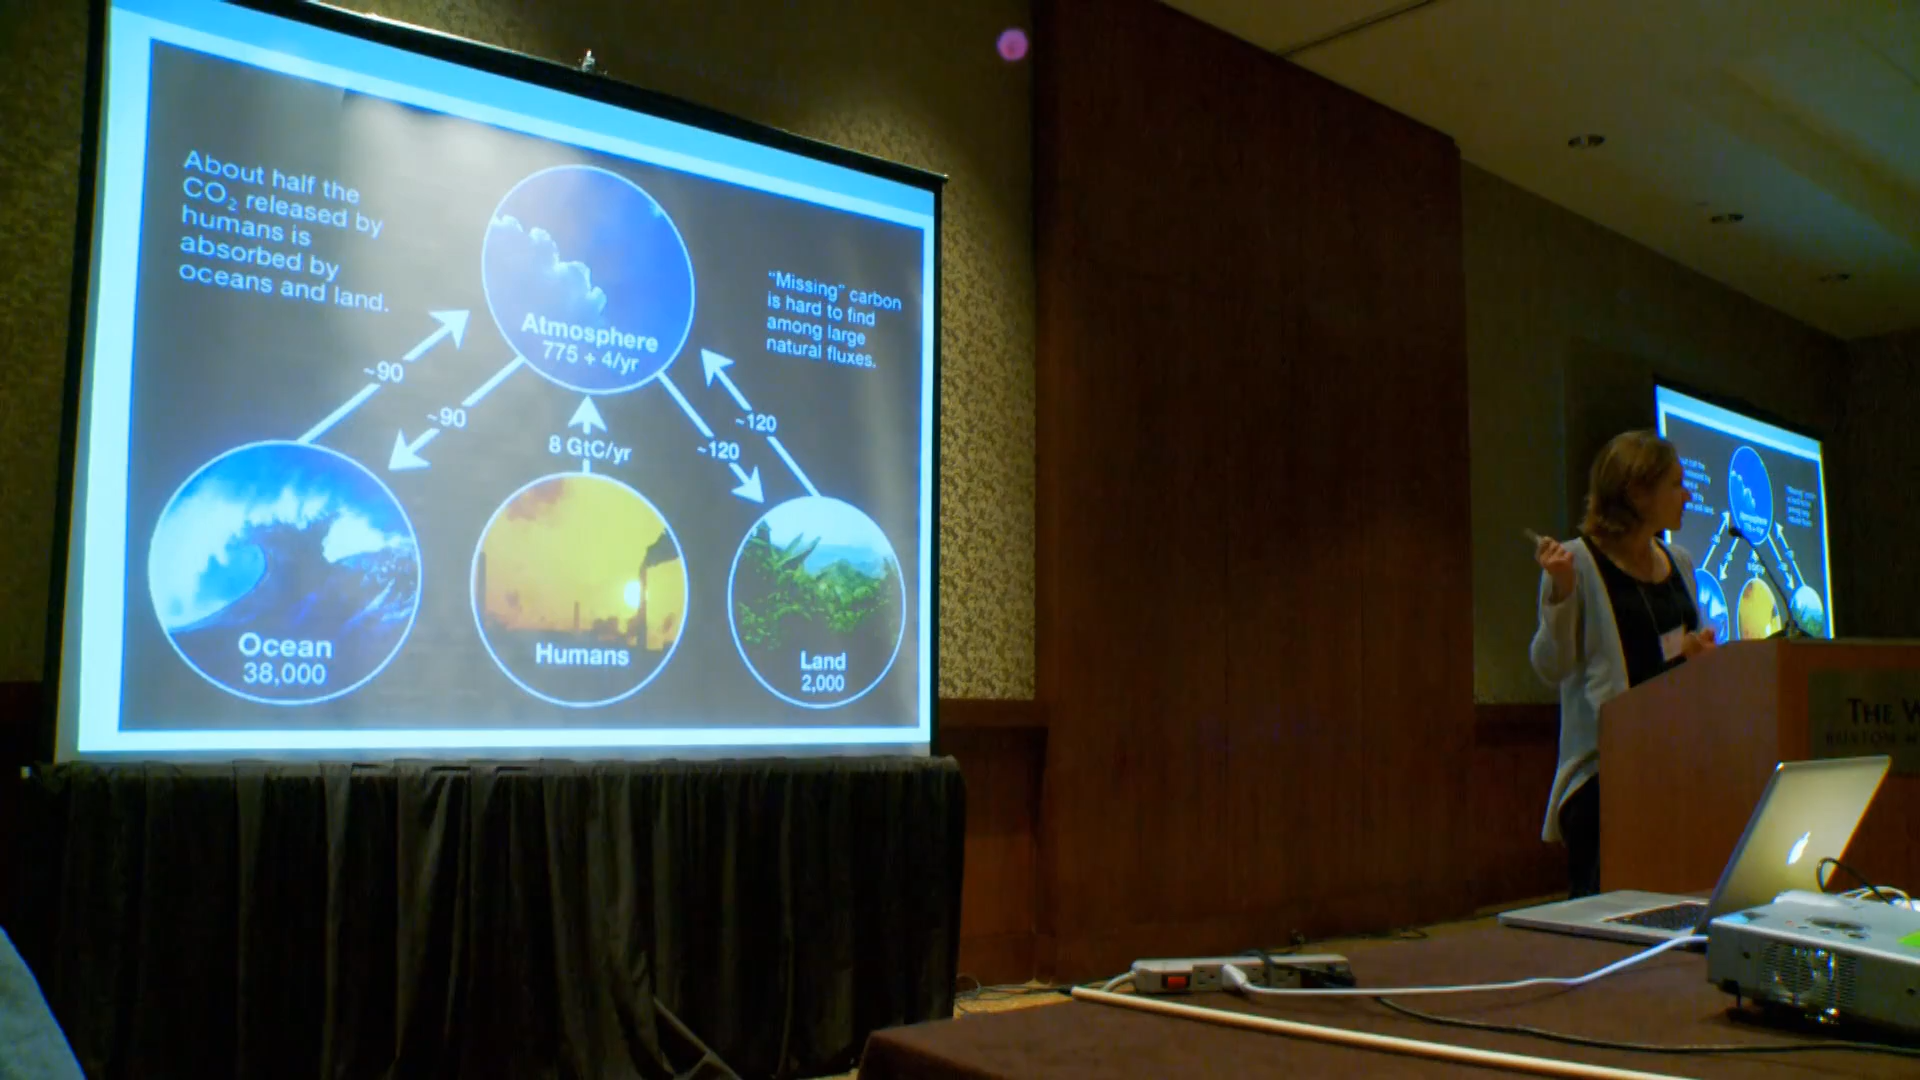 About half the
CO₂ released by
humans is
absorbed by
oceans and land.
"Missing" carbon
is hard to find
among large
natural fluxes.
Atmosphere
775 + 4/yr
~90
~90
8 GtC/yr
~120
~120
Ocean
38,000
Humans
Land
2,000
THE